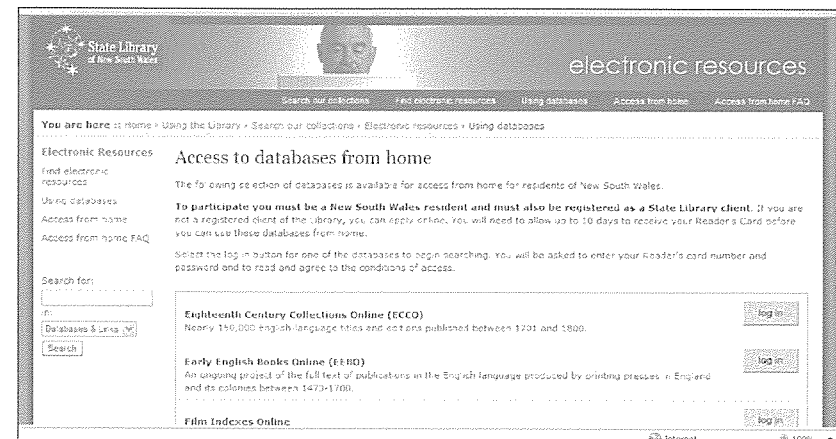 State Library
of New South Wales
electronic resources
Search our collections Find electronic resources Using databases Access from home Access from home FAQ
You are here :: Home › Using the Library › Search our collections › Electronic resources › Using databases
Electronic Resources
Find electronic
resources
Using databases
Access from home
Access from home FAQ
Search for:
in:
Databases & Links
Search
Access to databases from home
The following selection of databases is available for access from home for residents of New South Wales.
To participate you must be a New South Wales resident and must also be registered as a State Library client. If you are
not a registered client of the Library, you can apply online. You will need to allow up to 10 days to receive your Reader's Card before
you can use these databases from home.
Select the log in button for one of the databases to begin searching. You will be asked to enter your Reader's card number and
password and to read and agree to the conditions of access.
Eighteenth Century Collections Online (ECCO) log in
Nearly 150,000 English-language titles and editions published between 1701 and 1800.
Early English Books Online (EEBO) log in
An ongoing project of the full text of publications in the English language produced by printing presses in England
and its colonies between 1473-1700.
Film Indexes Online log in
Internet 100%